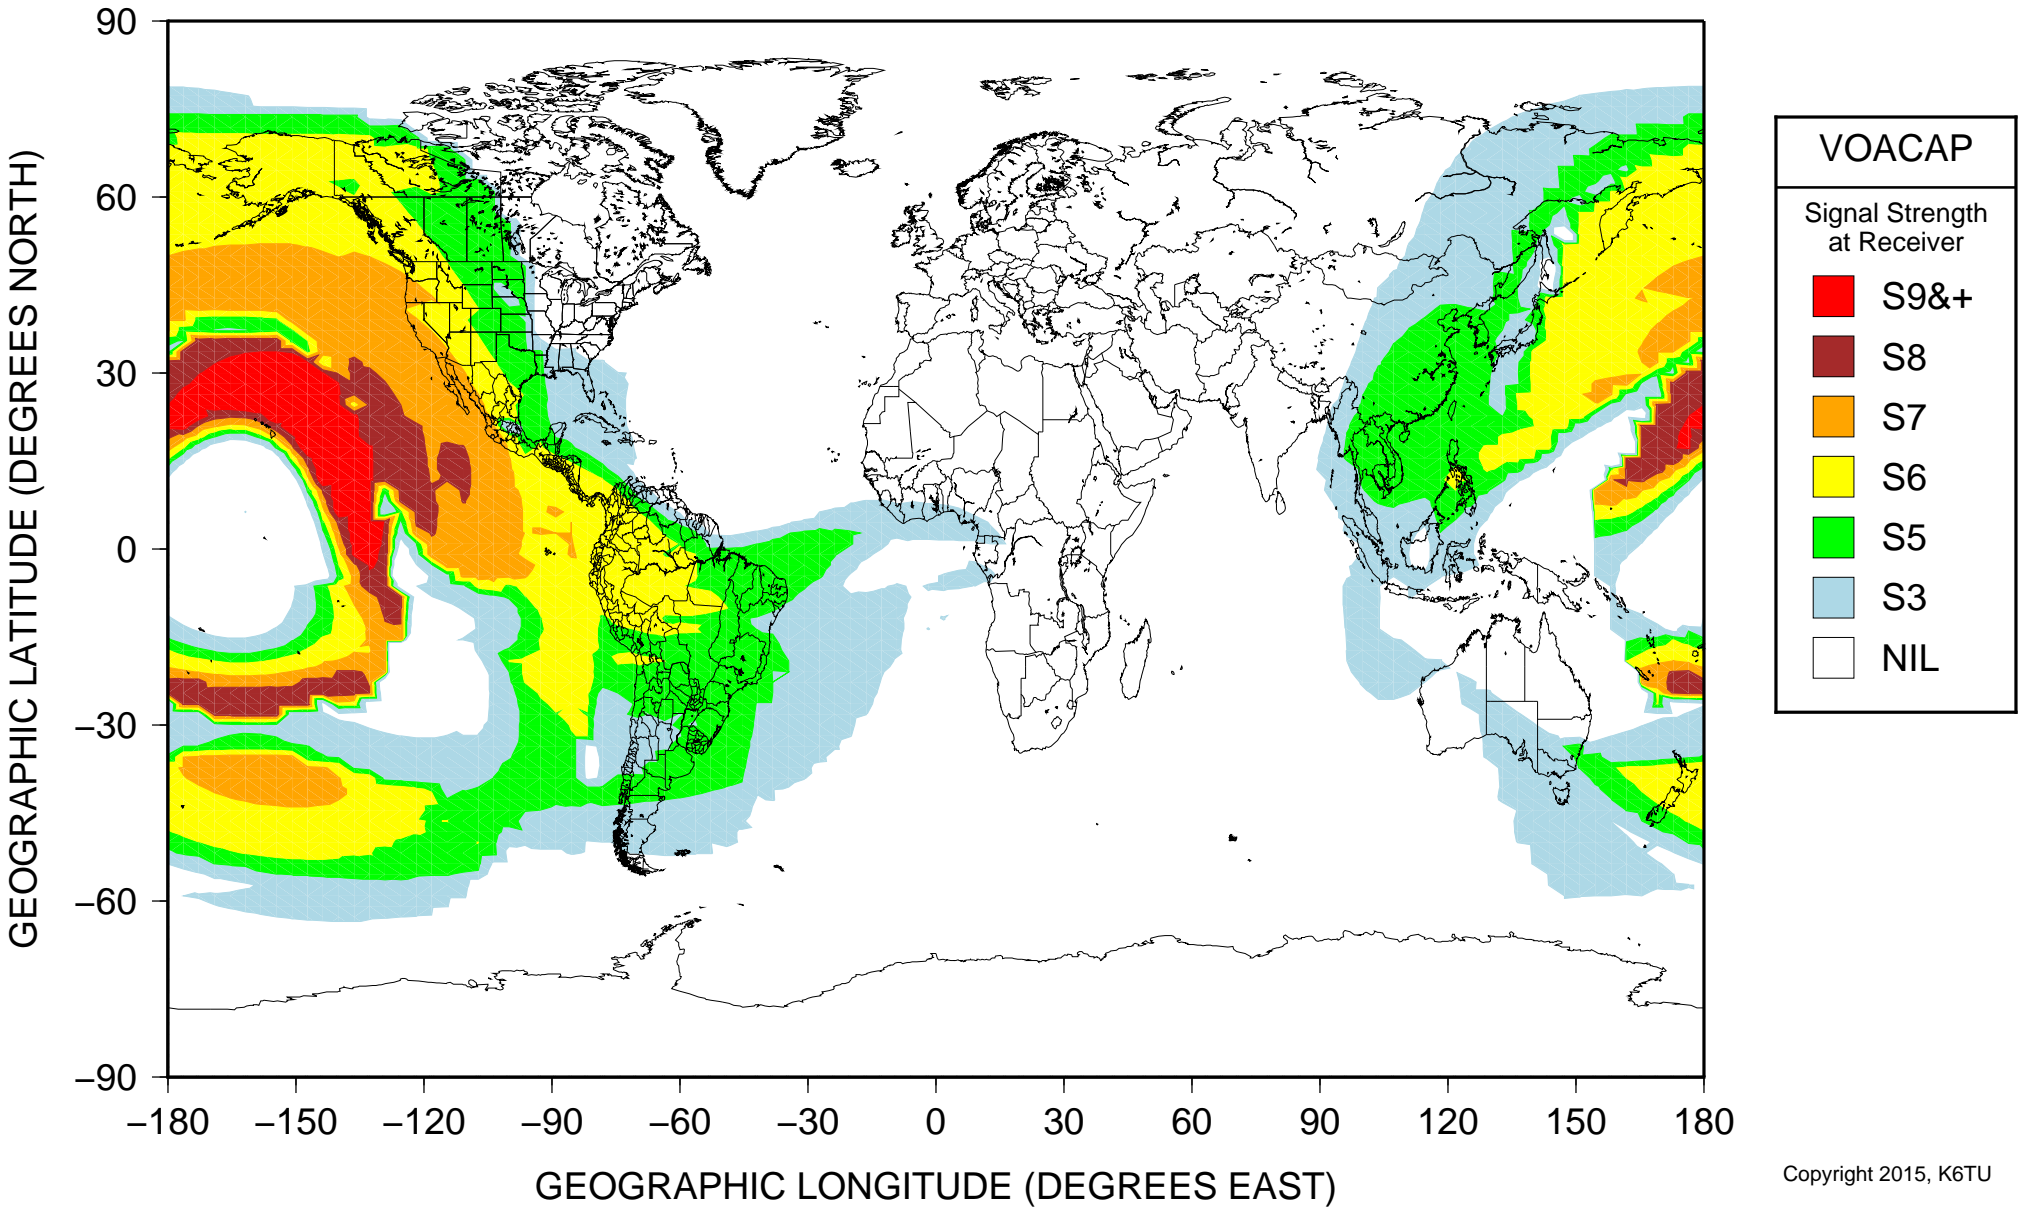 90
60
30
0
−30
−60
−90
GEOGRAPHIC LATITUDE (DEGREES NORTH)
−180 −150 −120 −90 −60 −30 0 30 60 90 120 150 180
GEOGRAPHIC LONGITUDE (DEGREES EAST)
VOACAP
Signal Strength
at Receiver
S9&+
S8
S7
S6
S5
S3
NIL
Copyright 2015, K6TU